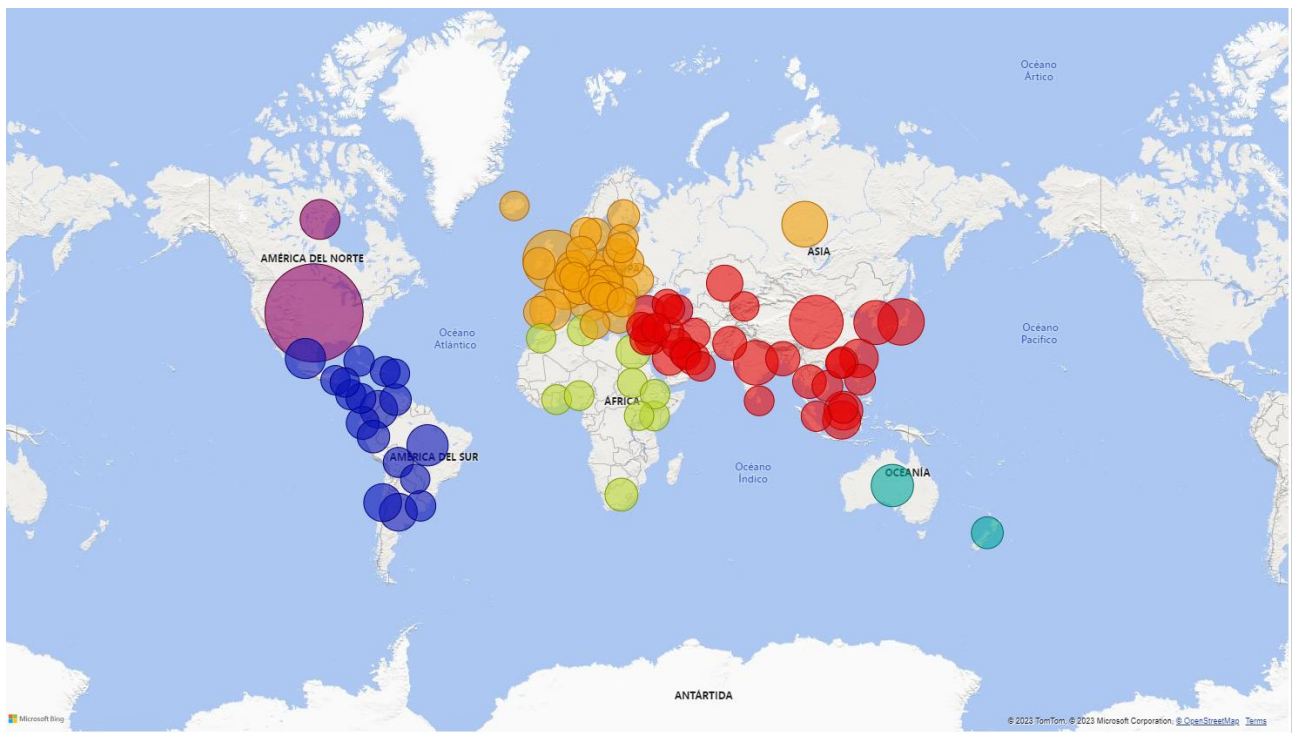 Océano
Ártico
ASIA
AMÉRICA DEL NORTE
Océano
Atlántico
Océano
Pacífico
ÁFRICA
AMÉRICA DEL SUR
Océano
Índico
OCEANÍA
ANTÁRTIDA
Microsoft Bing
© 2023 TomTom, © 2023 Microsoft Corporation, © OpenStreetMap Terms